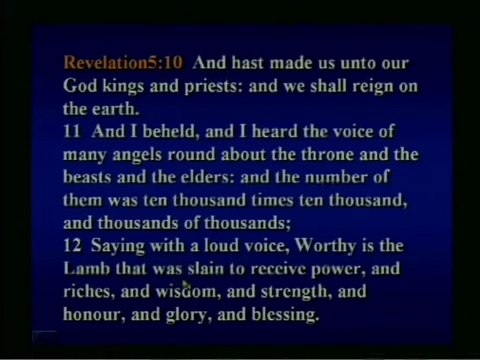 Revelation5:10 And hast made us unto our
God kings and priests: and we shall reign on
the earth.
11 And I beheld, and I heard the voice of
many angels round about the throne and the
beasts and the elders: and the number of
them was ten thousand times ten thousand,
and thousands of thousands;
12 Saying with a loud voice, Worthy is the
Lamb that was slain to receive power, and
riches, and wisdom, and strength, and
honour, and glory, and blessing.